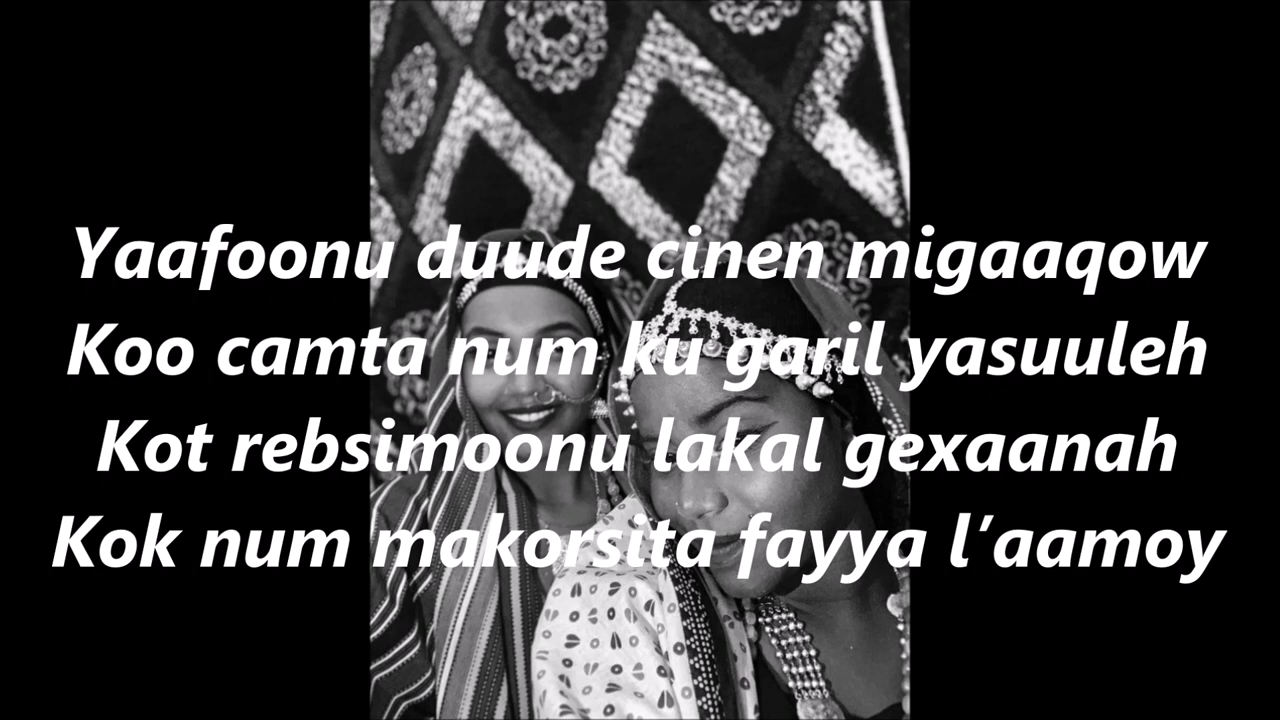 Yaafoonu duude cinen migaaqow
Koo camta num ku garil yasuuleh
Kot rebsimoonu lakal gexaanah
Kok num makorsita fayya l’aamoy